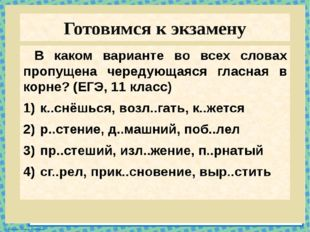 Готовимся к экзамену
В каком варианте во всех словах
пропущена чередующаяся гласная в
корне? (ЕГЭ, 11 класс)
1) к..снёшься, возл..гать, к..жется
2) р..стение, д..машний, поб..лел
3) пр..стеший, изл..жение, п..рнатый
4) сг..рел, прик..сновение, выр..стить